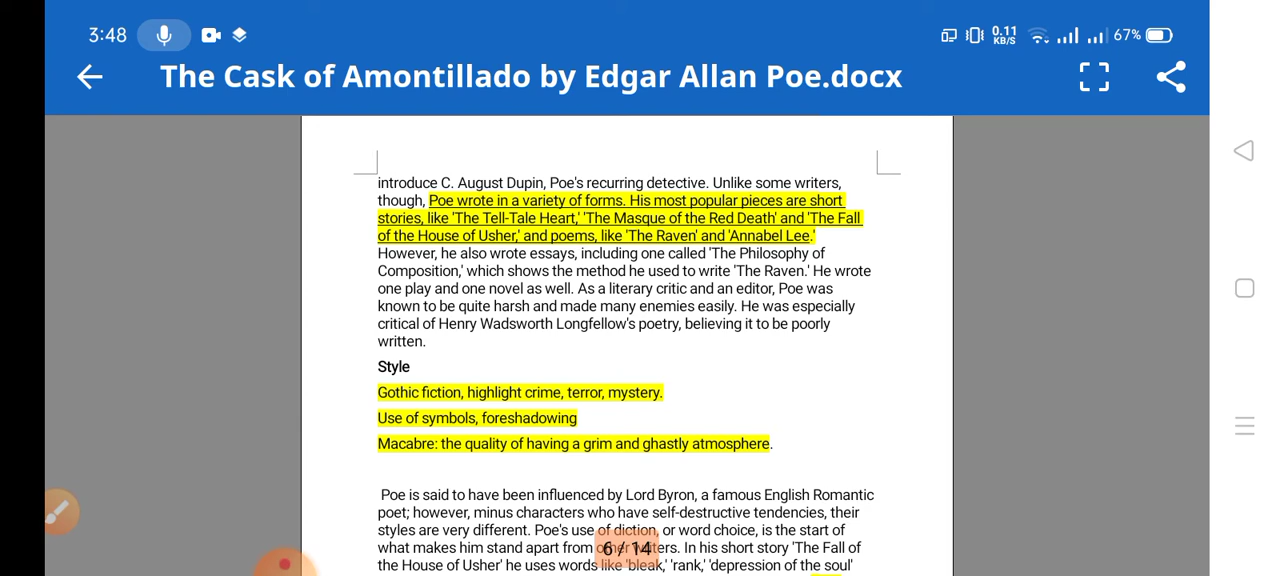 3:48
0.11
KB/S
67%
The Cask of Amontillado by Edgar Allan Poe.docx
introduce C. August Dupin, Poe's recurring detective. Unlike some writers,
though, Poe wrote in a variety of forms. His most popular pieces are short
stories, like 'The Tell-Tale Heart,' 'The Masque of the Red Death' and 'The Fall
of the House of Usher,' and poems, like 'The Raven' and 'Annabel Lee.'
However, he also wrote essays, including one called 'The Philosophy of
Composition,' which shows the method he used to write 'The Raven.' He wrote
one play and one novel as well. As a literary critic and an editor, Poe was
known to be quite harsh and made many enemies easily. He was especially
critical of Henry Wadsworth Longfellow's poetry, believing it to be poorly
written.
Style
Gothic fiction, highlight crime, terror, mystery.
Use of symbols, foreshadowing
Macabre: the quality of having a grim and ghastly atmosphere.
Poe is said to have been influenced by Lord Byron, a famous English Romantic
poet; however, minus characters who have self-destructive tendencies, their
styles are very different. Poe's use of diction, or word choice, is the start of
what makes him stand apart from other writers. In his short story 'The Fall of
the House of Usher' he uses words like 'bleak,' 'rank,' 'depression of the soul'
6 / 14